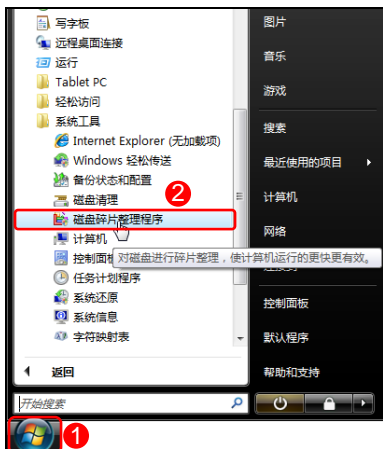 写字板
远程桌面连接
运行
Tablet PC
轻松访问
系统工具
Internet Explorer (无加载项)
Windows 轻松传送
备份状态和配置
磁盘清理
2
磁盘碎片整理程序
计算机
控制面
对磁盘进行碎片整理，使计算机运行的更快更有效。
任务计划程序
系统还原
系统信息
字符映射表
返回
开始搜索
1
图片
音乐
游戏
搜索
最近使用的项目
计算机
网络
控制面板
默认程序
帮助和支持